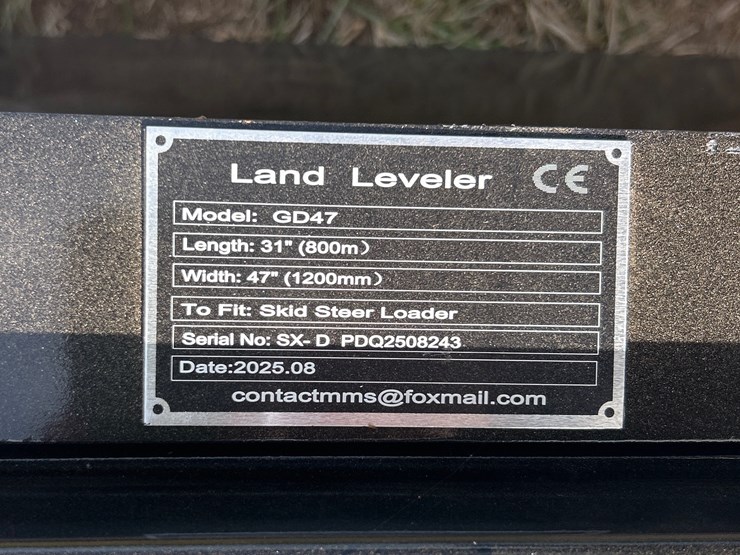 Land Leveler CE
Model: GD47
Length: 31" (800m)
Width: 47" (1200mm)
To Fit: Skid Steer Loader
Serial No: SX- D PDQ2508243
Date:2025.08
contactmms@foxmail.com